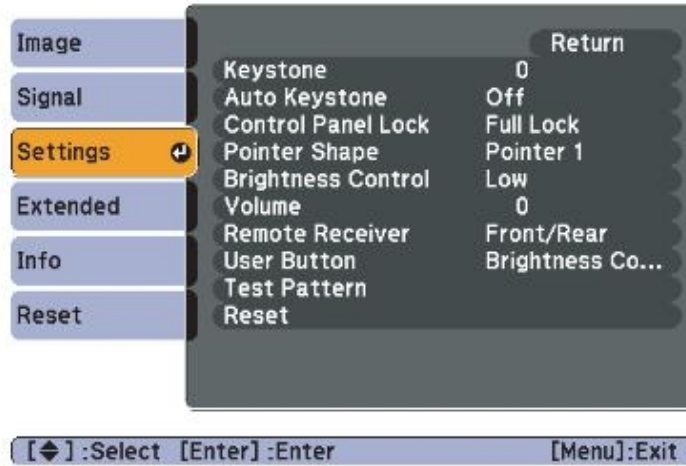 Image
Signal
Settings
Extended
Info
Reset
Return
Keystone 0
Auto Keystone Off
Control Panel Lock Full Lock
Pointer Shape Pointer 1
Brightness Control Low
Volume 0
Remote Receiver Front/Rear
User Button Brightness Co...
Test Pattern
Reset
[◆] :Select [Enter] :Enter [Menu]:Exit